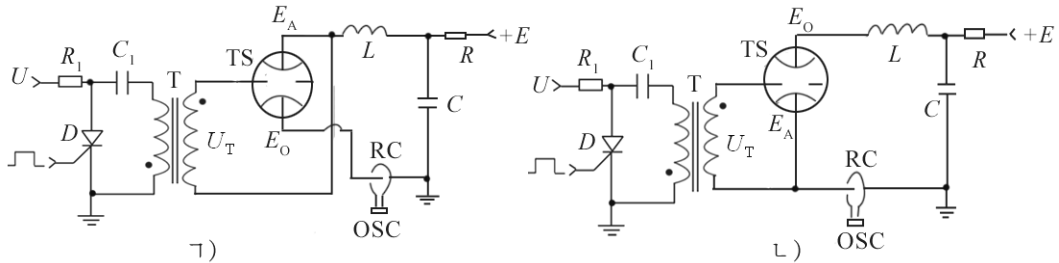 E_A
TS
L
R
+E
R_1
C_1
U
T
D
U_T
E_O
C
RC
OSC
ㄱ)
E_O
TS
L
R
+E
R_1
C_1
U
T
D
U_T
E_A
C
RC
OSC
ㄴ)